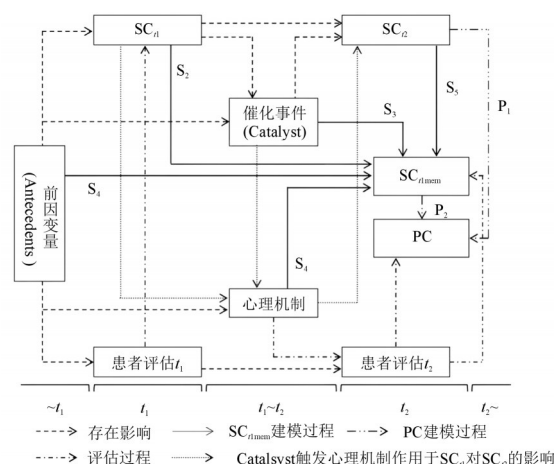 SCt1
SCt2
S2
S5
P1
催化事件
(Catalyst)
S3
前因变量
(Antecedents)
S4
SCt1mem
P2
PC
S4
心理机制
患者评估t1
患者评估t2
~t1
t1
t1~t2
t2
t2~
存在影响
SCt1mem建模过程
PC建模过程
评估过程
Catalsyst触发心理机制作用于SCt1对SCt2的影响